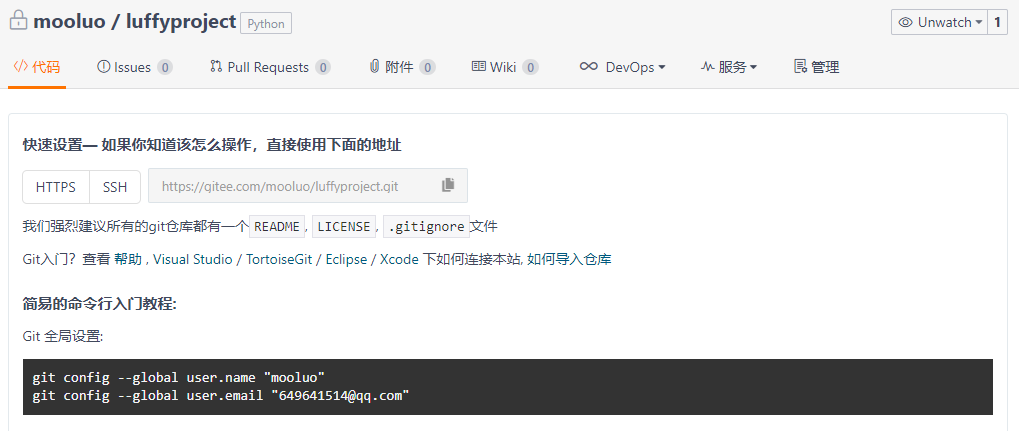 mooluo / luffyproject Python Unwatch 1
代码 Issues 0 Pull Requests 0 附件 0 Wiki 0 DevOps 服务 管理
快速设置— 如果你知道该怎么操作，直接使用下面的地址
HTTPS SSH https://gitee.com/mooluo/luffyproject.git
我们强烈建议所有的git仓库都有一个 README, LICENSE, .gitignore 文件
Git入门？查看 帮助 , Visual Studio / TortoiseGit / Eclipse / Xcode 下如何连接本站, 如何导入仓库
简易的命令行入门教程:
Git 全局设置:
git config --global user.name "mooluo"
git config --global user.email "649641514@qq.com"